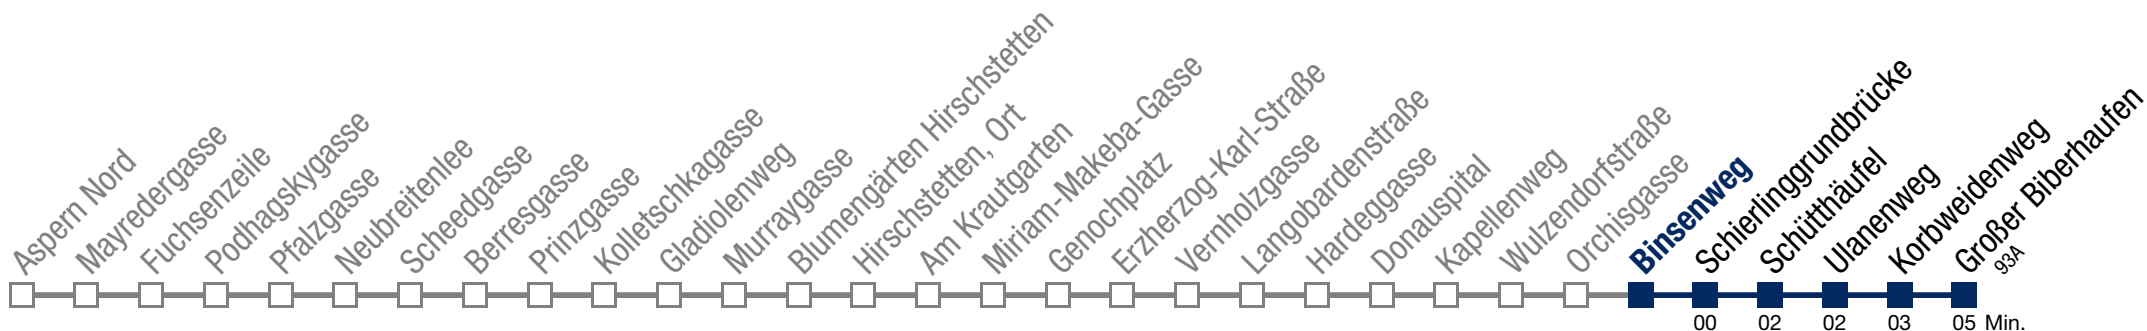 Aspern Nord
Mayredergasse
Fuchsenzeile
Podhagskygasse
Pfalzgasse
Neubreitenlee
Scheedgasse
Berresgasse
Prinzgasse
Kolletschkagasse
Gladiolenweg
Murraygasse
Blumengärten Hirschstetten
Hirschstetten, Ort
Am Krautgarten
Miriam-Makeba-Gasse
Genochplatz
Erzherzog-Karl-Straße
Vernholzgasse
Langobardenstraße
Hardeggasse
Donauspital
Kapellenweg
Wulzendorfstraße
Orchisgasse
Binsenweg
Schierlinggrundbrücke
Schütthäufel
Ulanenweg
Korbweidenweg
Großer Biberhaufen
93A
00 02 02 03 05 Min.